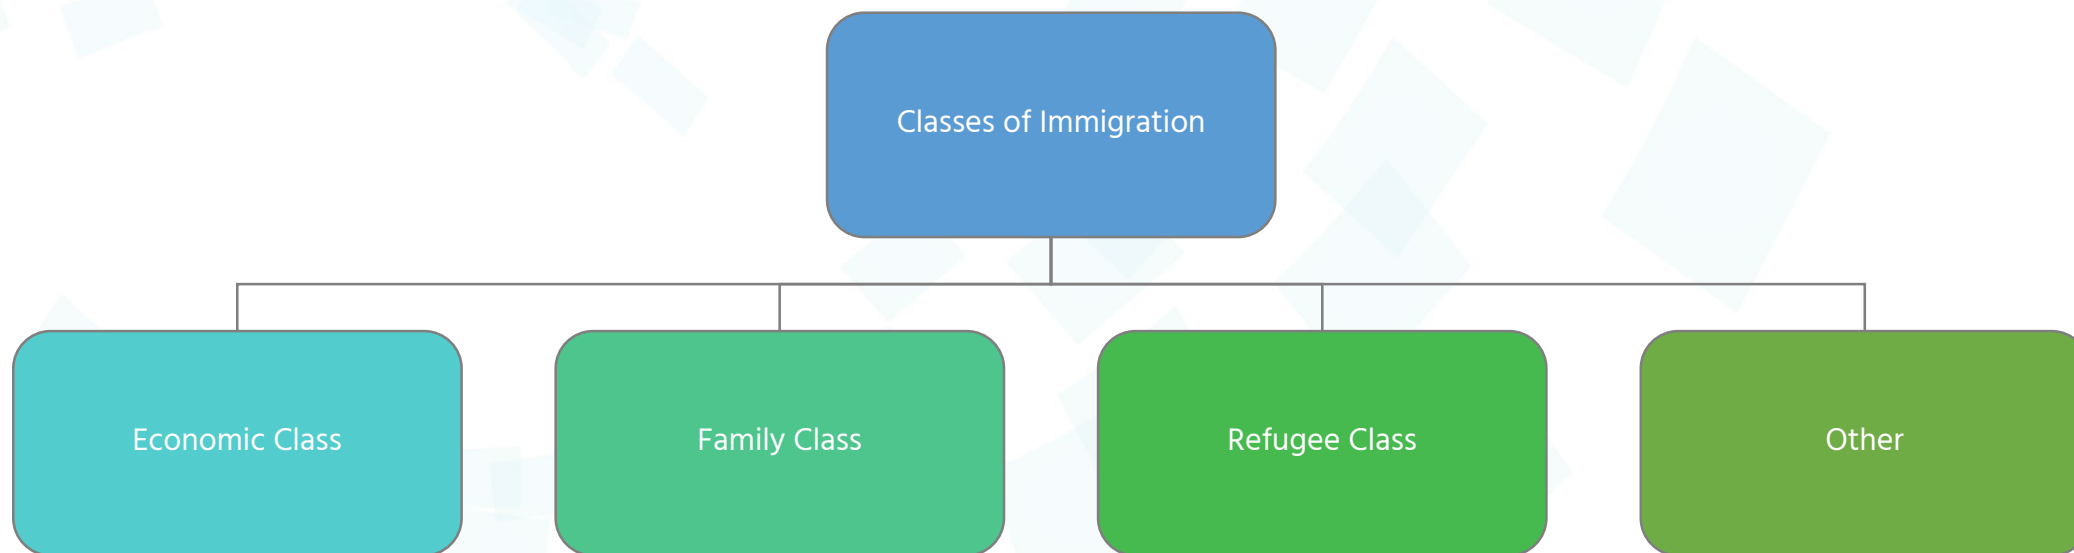 Classes of Immigration
Economic Class
Family Class
Refugee Class
Other